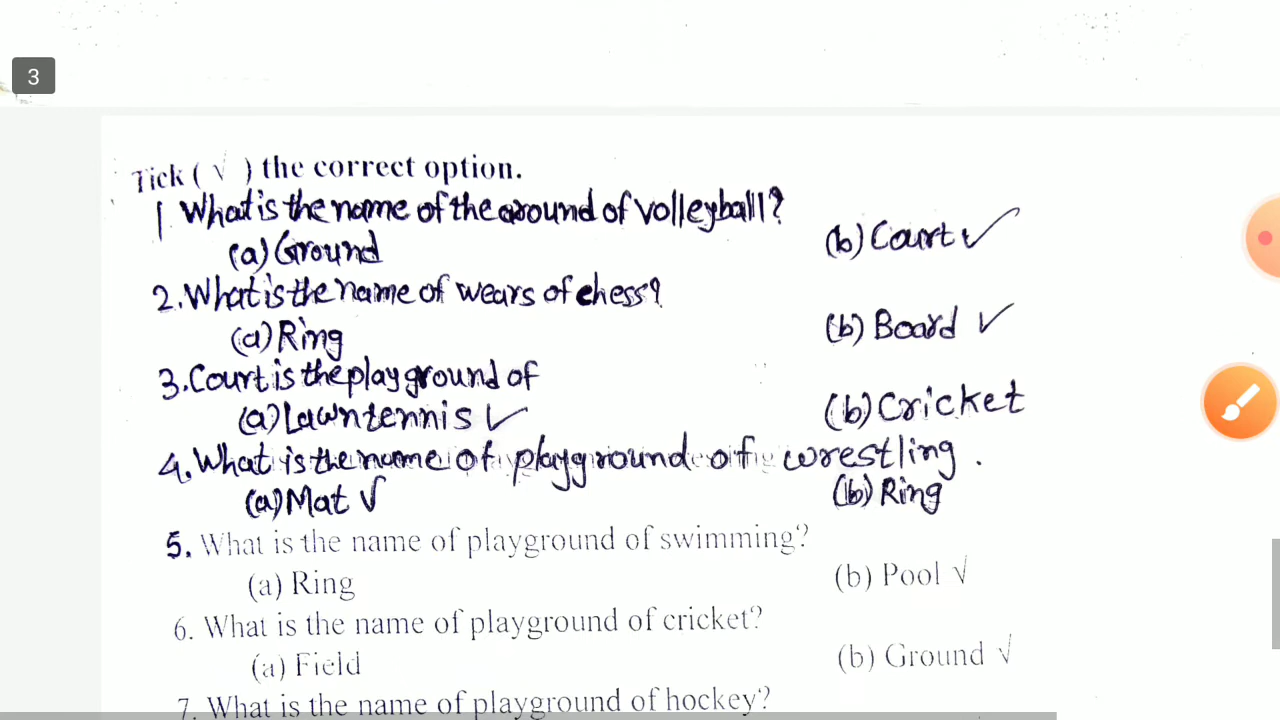 3
Tick ( √ ) the correct option.
1 What is the name of the around of volleyball?
(a) Ground (b) Court ✓
2. What is the name of wears of chess?
(a) Ring (b) Board ✓
3. Court is the play ground of
(a) Lawn tennis ✓ (b) Cricket
4. What is the name of playground of wrestling .
(a) Mat √ (b) Ring
5. What is the name of playground of swimming?
(a) Ring (b) Pool √
6. What is the name of playground of cricket?
(a) Field (b) Ground √
7. What is the name of playground of hockey?